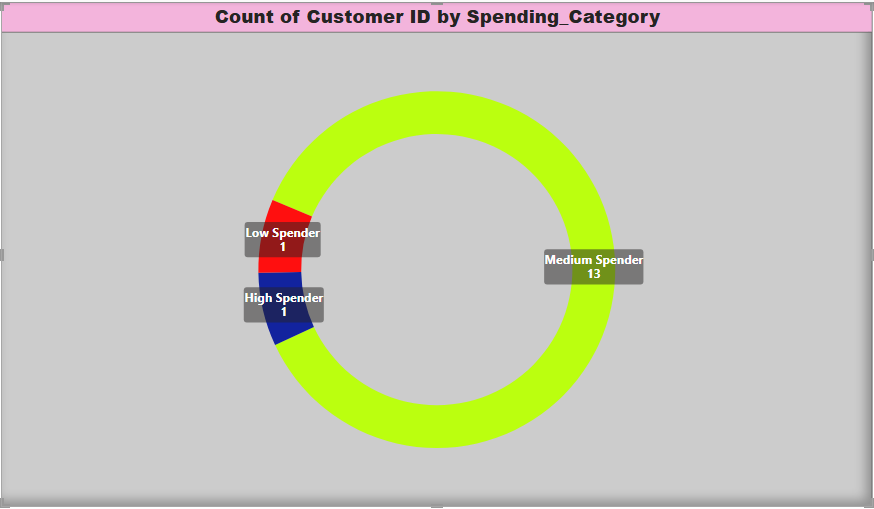 Count of Customer ID by Spending_Category
Low Spender
1
High Spender
1
Medium Spender
13